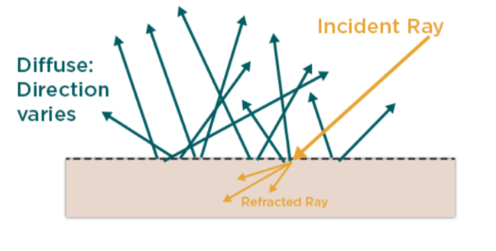 Incident Ray
Diffuse:
Direction
varies
Refracted Ray